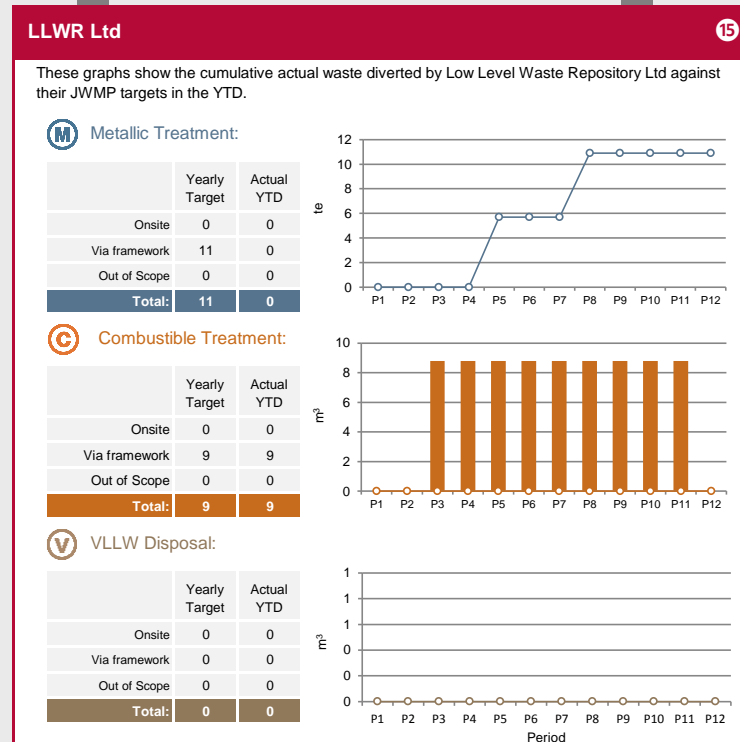 LLWR Ltd
15
These graphs show the cumulative actual waste diverted by Low Level Waste Repository Ltd against
their JWMP targets in the YTD.
M Metallic Treatment:
Yearly Target Actual YTD
Onsite 0 0
Via framework 11 0
Out of Scope 0 0
Total: 11 0
te
12
10
8
6
4
2
0
P1 P2 P3 P4 P5 P6 P7 P8 P9 P10 P11 P12
C Combustible Treatment:
Yearly Target Actual YTD
Onsite 0 0
Via framework 9 9
Out of Scope 0 0
Total: 9 9
m³
10
8
6
4
2
0
P1 P2 P3 P4 P5 P6 P7 P8 P9 P10 P11 P12
V VLLW Disposal:
Yearly Target Actual YTD
Onsite 0 0
Via framework 0 0
Out of Scope 0 0
Total: 0 0
m³
1
1
1
0
0
0
P1 P2 P3 P4 P5 P6 P7 P8 P9 P10 P11 P12
Period